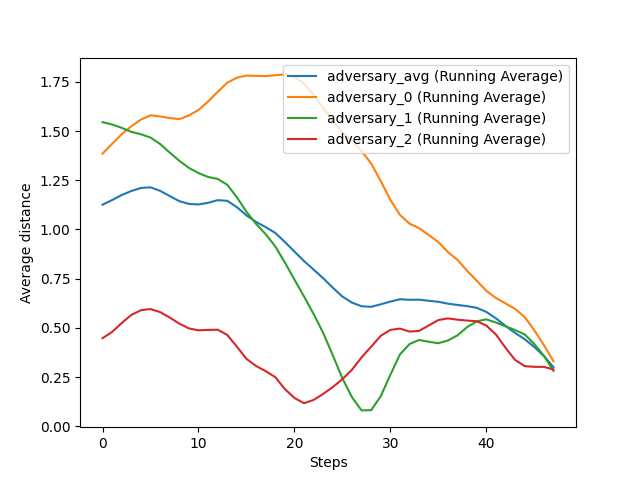 adversary_avg (Running Average)
adversary_0 (Running Average)
adversary_1 (Running Average)
adversary_2 (Running Average)
1.75
1.50
1.25
1.00
0.75
0.50
0.25
0.00
Average distance
0 10 20 30 40
Steps